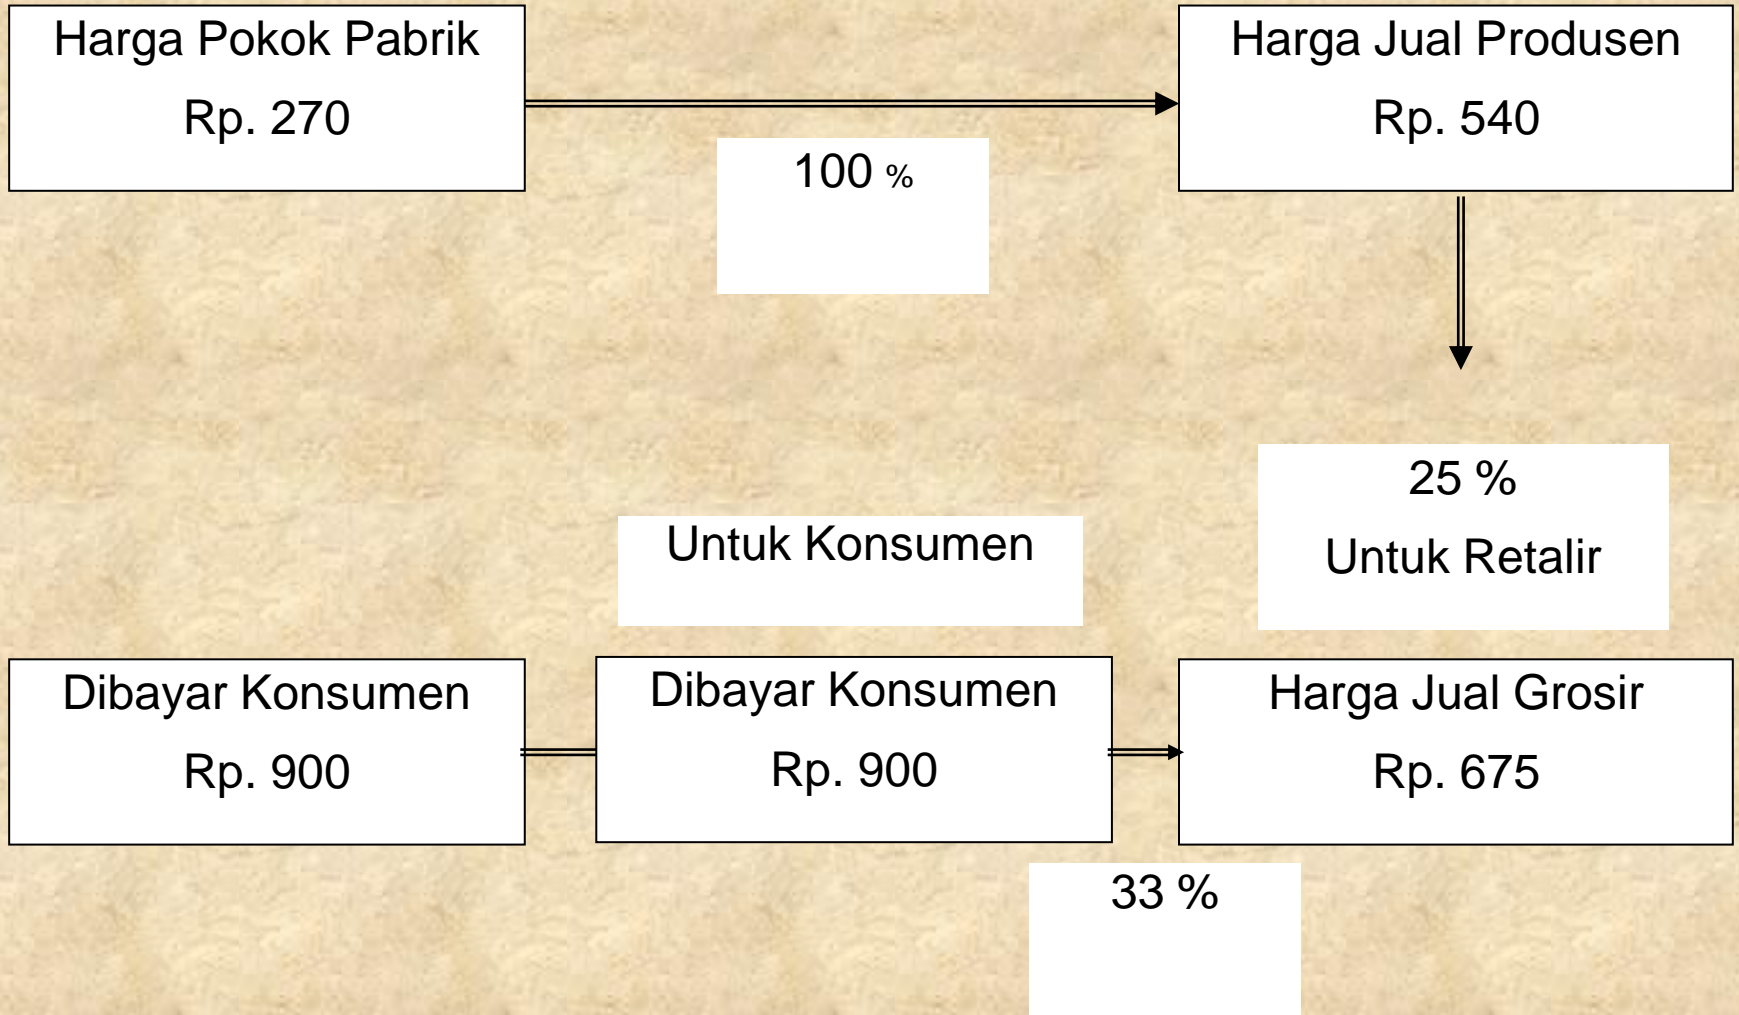 Harga Pokok Pabrik
Rp. 270
100 %
Harga Jual Produsen
Rp. 540
25 %
Untuk Retalir
Untuk Konsumen
Dibayar Konsumen
Rp. 900
Dibayar Konsumen
Rp. 900
Harga Jual Grosir
Rp. 675
33 %